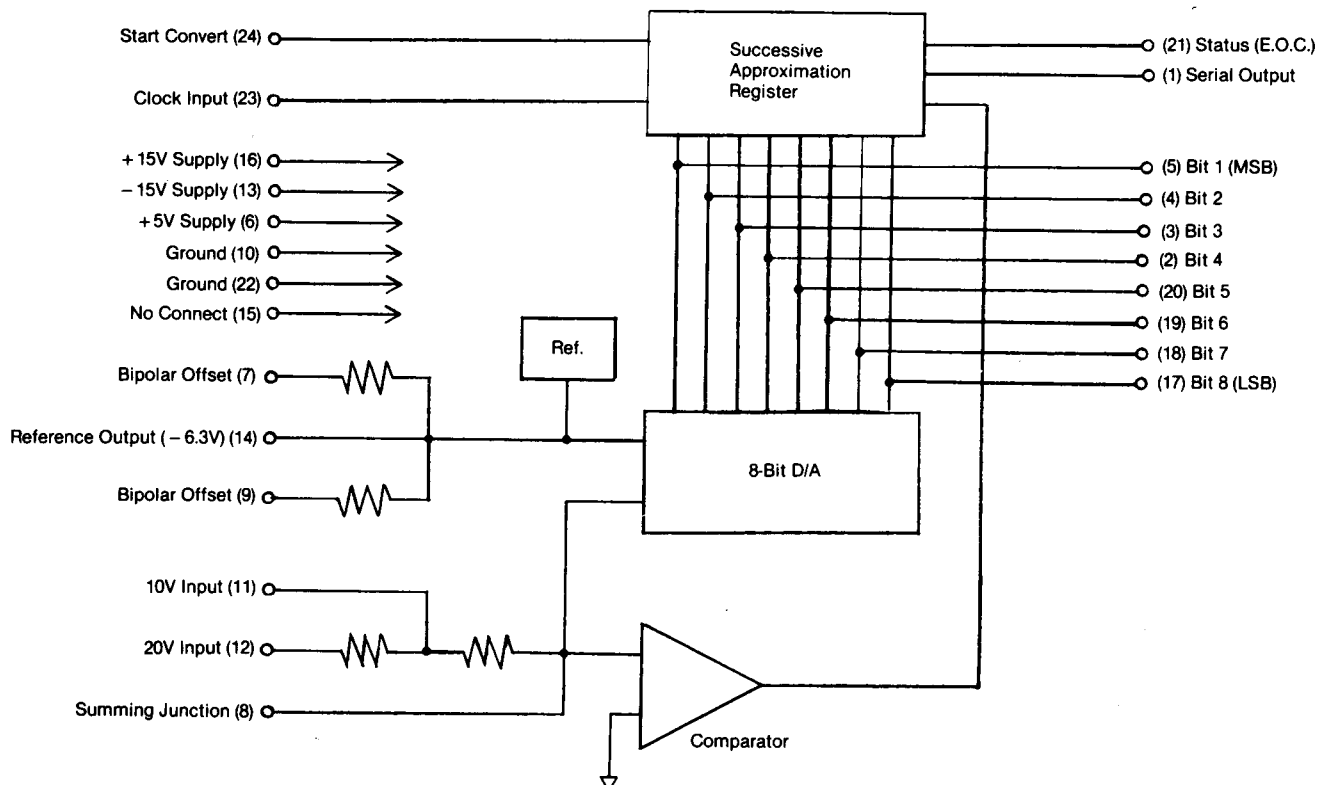 Start Convert (24)
Clock Input (23)
+ 15V Supply (16)
– 15V Supply (13)
+5V Supply (6)
Ground (10)
Ground (22)
No Connect (15)
Bipolar Offset (7)
Reference Output ( – 6.3V) (14)
Bipolar Offset (9)
10V Input (11)
20V Input (12)
Summing Junction (8)
Successive
Approximation
Register
Ref.
8-Bit D/A
Comparator
(21) Status (E.O.C.)
(1) Serial Output
(5) Bit 1 (MSB)
(4) Bit 2
(3) Bit 3
(2) Bit 4
(20) Bit 5
(19) Bit 6
(18) Bit 7
(17) Bit 8 (LSB)